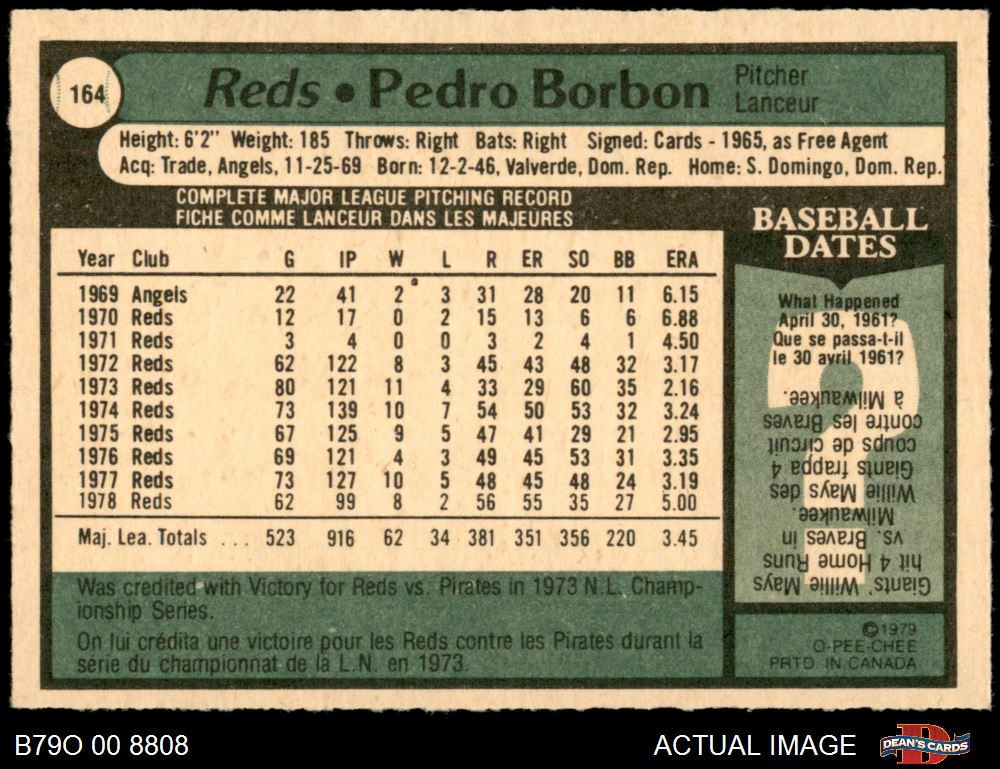 164
Reds • Pedro Borbon
Pitcher
Lanceur
Height: 6'2" Weight: 185 Throws: Right Bats: Right Signed: Cards - 1965, as Free Agent
Acq: Trade, Angels, 11-25-69 Born: 12-2-46, Valverde, Dom. Rep. Home: S. Domingo, Dom. Rep.
COMPLETE MAJOR LEAGUE PITCHING RECORD
FICHE COMME LANCEUR DANS LES MAJEURES
Year Club G IP W L R ER SO BB ERA
1969 Angels 22 41 2 3 31 28 20 11 6.15
1970 Reds 12 17 0 2 15 13 6 6 6.88
1971 Reds 3 4 0 0 3 2 4 1 4.50
1972 Reds 62 122 8 3 45 43 48 32 3.17
1973 Reds 80 121 11 4 33 29 60 35 2.16
1974 Reds 73 139 10 7 54 50 53 32 3.24
1975 Reds 67 125 9 5 47 41 29 21 2.95
1976 Reds 69 121 4 3 49 45 53 31 3.35
1977 Reds 73 127 10 5 48 45 48 24 3.19
1978 Reds 62 99 8 2 56 55 35 27 5.00
Maj. Lea. Totals ... 523 916 62 34 381 351 356 220 3.45
Was credited with Victory for Reds vs. Pirates in 1973 N.L. Champ-
ionship Series.
On lui crédita une victoire pour les Reds contre les Pirates durant la
série du championnat de la L.N. en 1973.
BASEBALL
DATES
What Happened
April 30, 1961?
Que se passa-t-il
le 30 avril 1961?
Giants' Willie Mays
hit 4 Home Runs
vs. Braves in
Milwaukee.
Willie Mays des
Giants frappa 4
coups de circuit
contre les Braves
à Milwaukee.
©1979
O-PEE-CHEE
PRTD IN CANADA
B79O 00 8808
ACTUAL IMAGE
DEAN'S CARDS